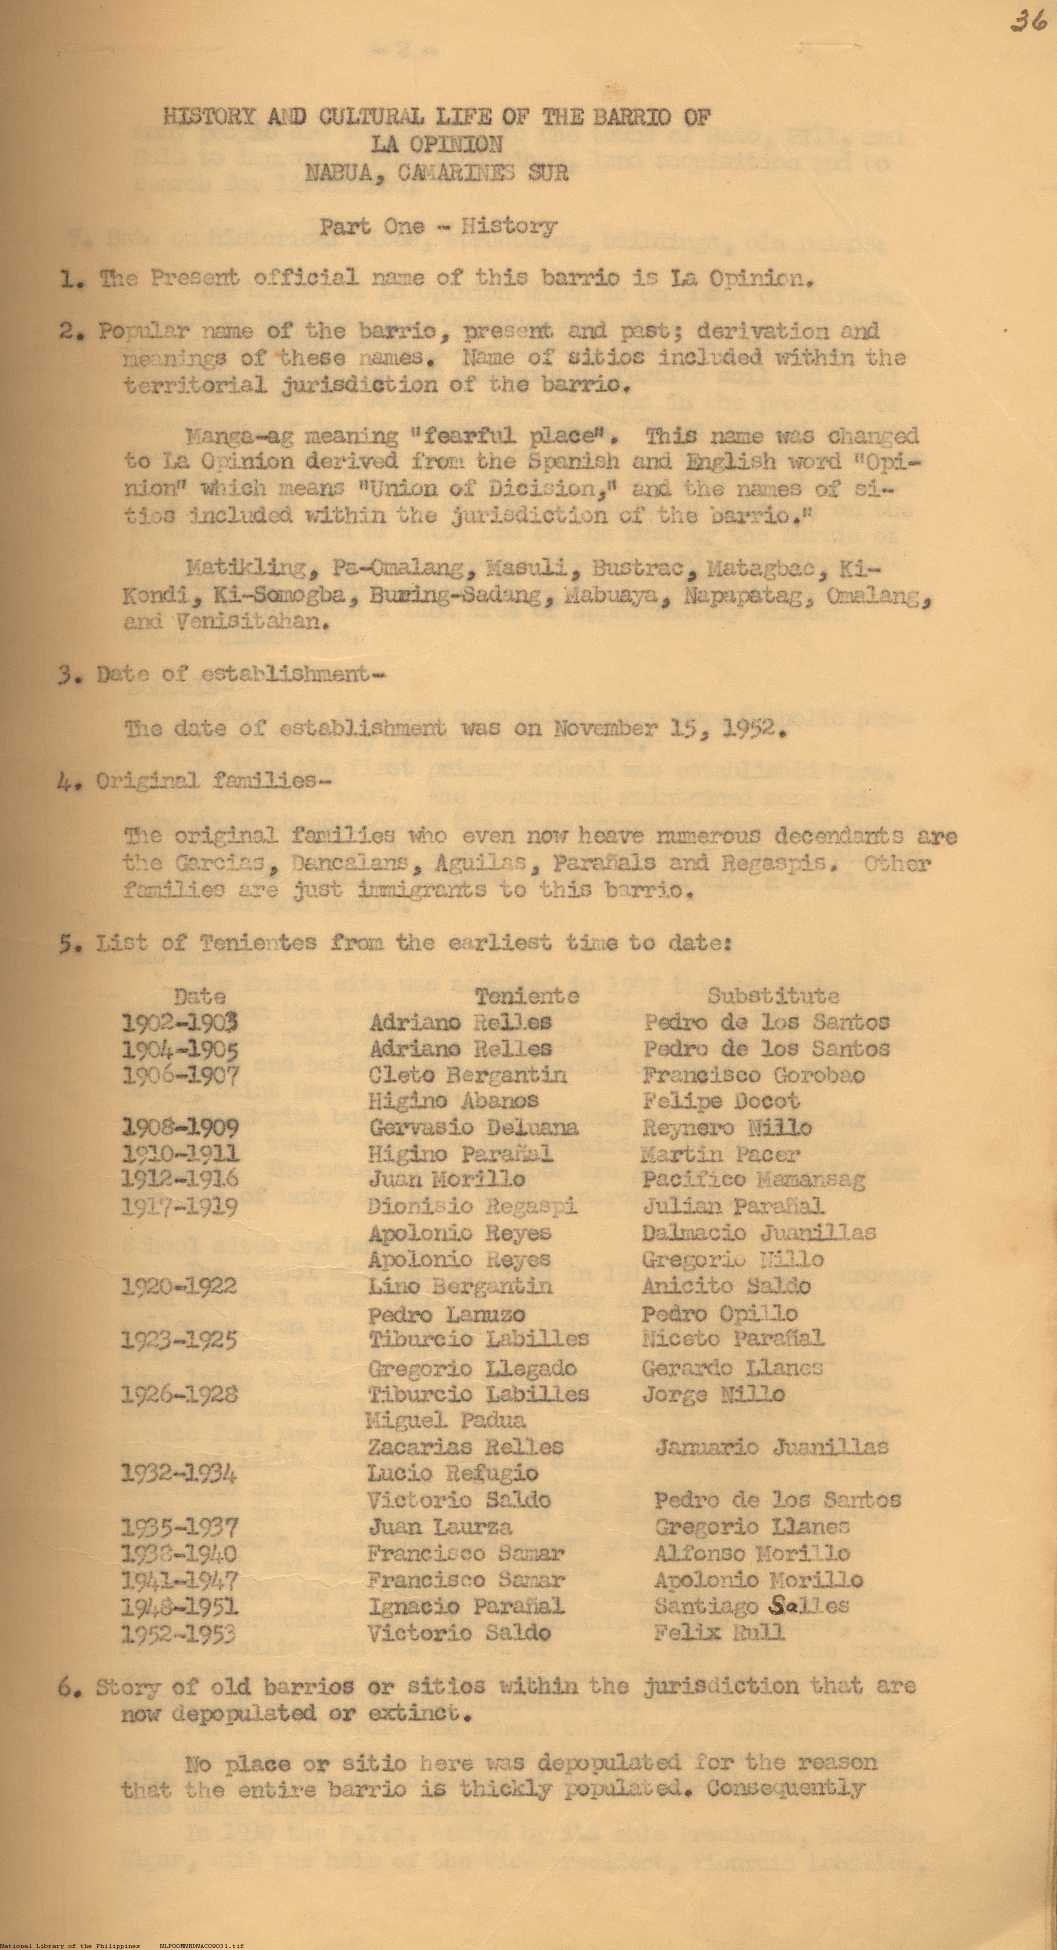 36
HISTORY AND CULTURAL LIFE OF THE BARRIO OF
LA OPINION
NABUA, CAMARINES SUR
Part One - History
1. The Present official name of this barrio is La Opinion.
2. Popular name of the barrio, present and past; derivation and
meanings of these names. Name of sitios included within the
territorial jurisdiction of the barrio.
Manga-ag meaning "fearful place". This name was changed
to La Opinion derived from the Spanish and English word "Opi-
nion" which means "Union of Dicision," and the names of si-
tios included within the jurisdiction of the barrio."
Matikling, Pa-Omalang, Masuli, Bustrac, Matagbac, Ki-
Kondi, Ki-Somogba, Buring-Sadang, Mabuaya, Napapatag, Omalang,
and Venisitahan.
3. Date of establishment-
The date of establishment was on November 15, 1952.
4. Original families-
The original families who even now heave numerous decendants are
the Garcias, Dancalans, Aguilas, Parañals and Regaspis. Other
families are just immigrants to this barrio.
5. List of Tenientes from the earliest time to date:
Date Teniente Substitute
1902-1903 Adriano Relles Pedro de los Santos
1904-1905 Adriano Relles Pedro de los Santos
1906-1907 Cleto Bergantin Francisco Gorobao
Higino Abanos Felipe Docot
1908-1909 Gervasio Deluana Reynero Nillo
1910-1911 Higino Parañal Martin Pacer
1912-1916 Juan Morillo Pacifico Mamansag
1917-1919 Dionisio Regaspi Julian Parañal
Apolonio Reyes Dalmacio Juanillas
Apolonio Reyes Gregorio Nillo
1920-1922 Lino Bergantin Anicito Saldo
Pedro Lanuzo Pedro Opillo
1923-1925 Tiburcio Labilles Niceto Parañal
Gregorio Llegado Gerardo Llanes
1926-1928 Tiburcio Labilles Jorge Nillo
Miguel Padua
Zacarias Relles Januario Juanillas
1932-1934 Lucio Refugio
Victorio Saldo Pedro de los Santos
1935-1937 Juan Laurza Gregorio Llanes
1938-1940 Francisco Samar Alfonso Morillo
1941-1947 Francisco Samar Apolonio Morillo
1948-1951 Ignacio Parañal Santiago Salles
1952-1953 Victorio Saldo Felix Rull
6. Story of old barrios or sitios within the jurisdiction that are
now depopulated or extinct.
No place or sitio here was depopulated for the reason
that the entire barrio is thickly populated. Consequently
National Library of the Philippines